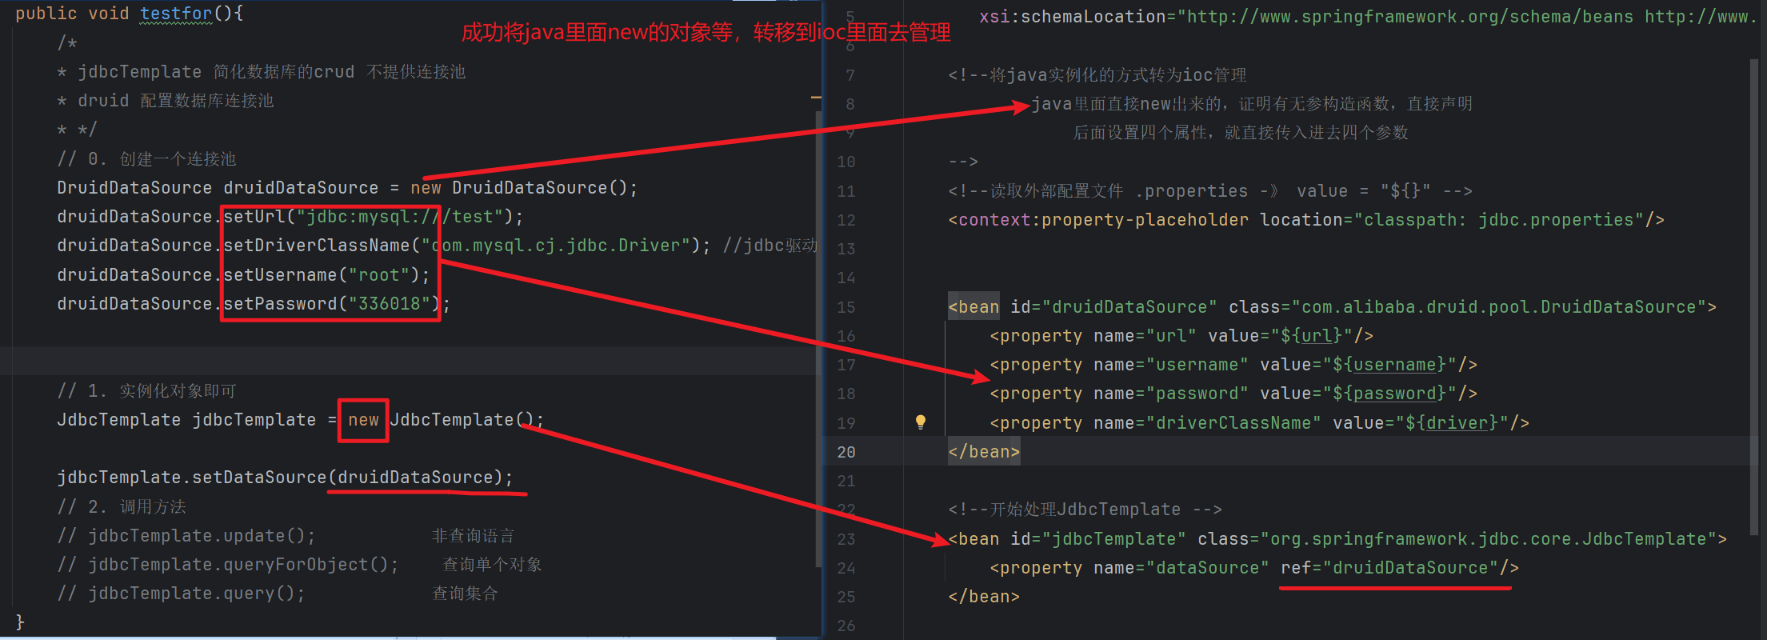 public void testfor(){
/*
* jdbcTemplate 简化数据库的crud 不提供连接池
* druid 配置数据库连接池
* */
// 0. 创建一个连接池
DruidDataSource druidDataSource = new DruidDataSource();
druidDataSource.setUrl("jdbc:mysql:///test");
druidDataSource.setDriverClassName("com.mysql.cj.jdbc.Driver"); //jdbc驱动
druidDataSource.setUsername("root");
druidDataSource.setPassword("336018");
// 1. 实例化对象即可
JdbcTemplate jdbcTemplate = new JdbcTemplate();
jdbcTemplate.setDataSource(druidDataSource);
// 2. 调用方法
// jdbcTemplate.update(); 非查询语言
// jdbcTemplate.queryForObject(); 查询单个对象
// jdbcTemplate.query(); 查询集合
}
成功将java里面new的对象等，转移到ioc里面去管理
5 xsi:schemaLocation="http://www.springframework.org/schema/beans http://www.
6
7 <!--将java实例化的方式转为ioc管理
8 java里面直接new出来的，证明有无参构造函数，直接声明
9 后面设置四个属性，就直接传入进去四个参数
10 -->
11 <!--读取外部配置文件 .properties -》 value = "${}" -->
12 <context:property-placeholder location="classpath: jdbc.properties"/>
13
14
15 <bean id="druidDataSource" class="com.alibaba.druid.pool.DruidDataSource">
16 <property name="url" value="${url}"/>
17 <property name="username" value="${username}"/>
18 <property name="password" value="${password}"/>
19 <property name="driverClassName" value="${driver}"/>
20 </bean>
21
22 <!--开始处理JdbcTemplate -->
23 <bean id="jdbcTemplate" class="org.springframework.jdbc.core.JdbcTemplate">
24 <property name="dataSource" ref="druidDataSource"/>
25 </bean>
26